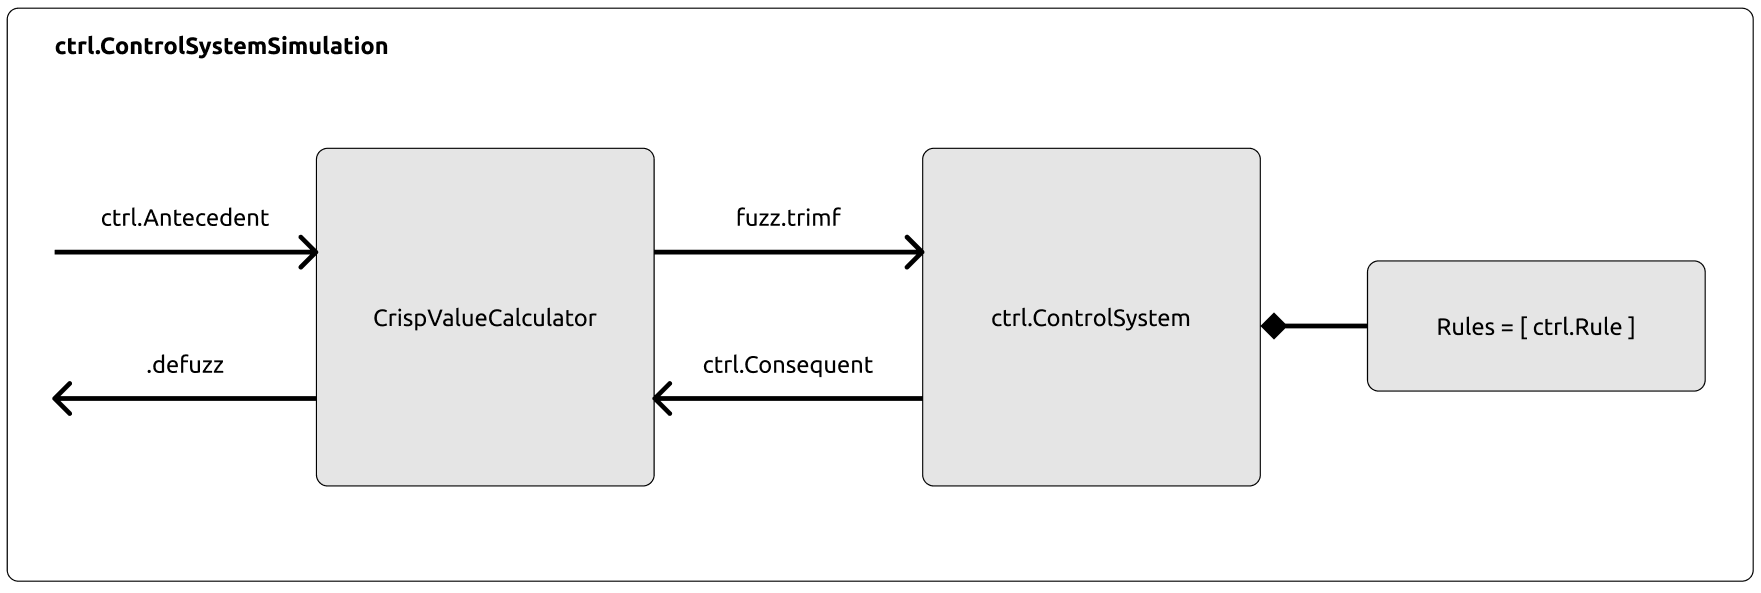 ctrl.ControlSystemSimulation
ctrl.Antecedent
fuzz.trimf
CrispValueCalculator
ctrl.ControlSystem
Rules = [ ctrl.Rule ]
.defuzz
ctrl.Consequent